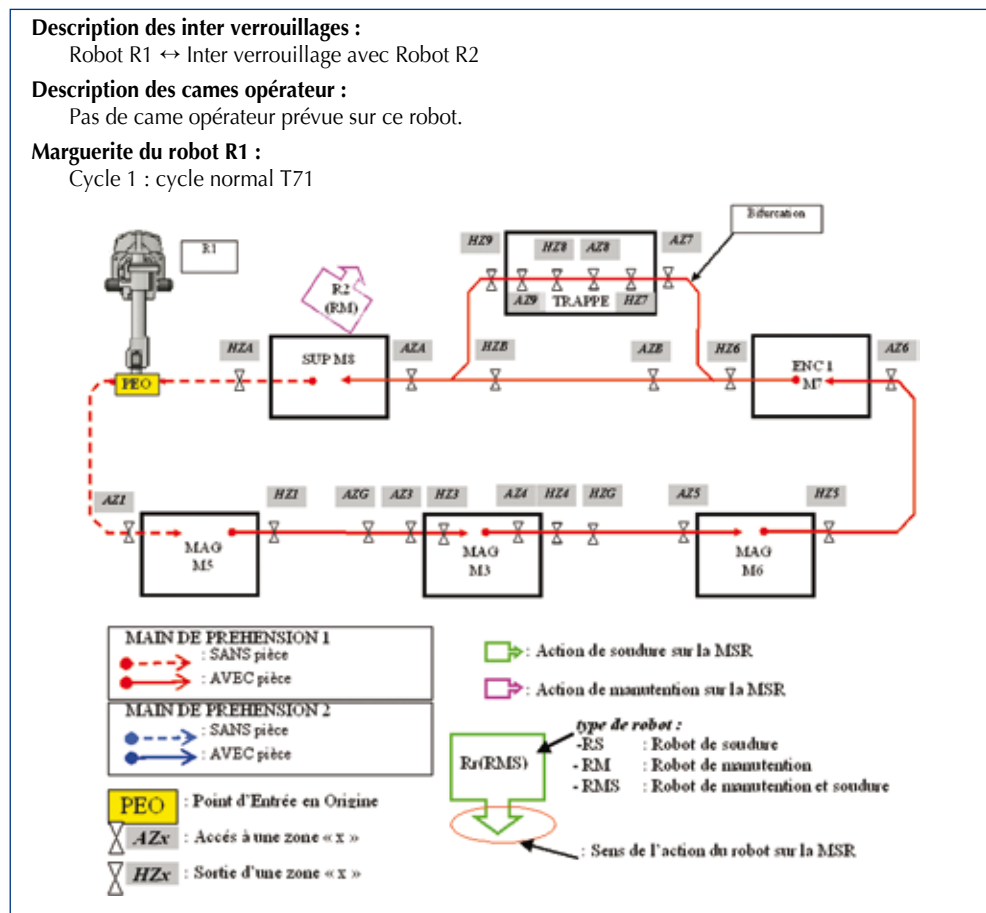 Description des inter verrouillages :
Robot R1 ↔ Inter verrouillage avec Robot R2
Description des cames opérateur :
Pas de came opérateur prévue sur ce robot.
Marguerite du robot R1 :
Cycle 1 : cycle normal T71
Bifurcation
R1
HZ9
HZ8
AZ8
AZ7
R2
(RM)
AZ9
TRAPPE
HZ7
HZA
SUP M8
AZA
HZB
AZB
HZ6
ENC 1
M7
AZ6
PEO
AZ1
HZ1
AZG
AZ3
HZ3
AZ4
HZ4
HZG
AZ5
HZ5
MAG
M5
MAG
M3
MAG
M6
MAIN DE PREHENSION 1
: SANS pièce
: AVEC pièce
MAIN DE PREHENSION 2
: SANS pièce
: AVEC pièce
PEO : Point d'Entrée en Origine
AZx : Accés à une zone « x »
HZx : Sortie d'une zone « x »
: Action de soudure sur la MSR
: Action de manutention sur la MSR
type de robot :
-RS : Robot de soudure
- RM : Robot de manutention
- RMS : Robot de manutention et soudure
Rr(RMS)
: Sens de l'action du robot sur la MSR